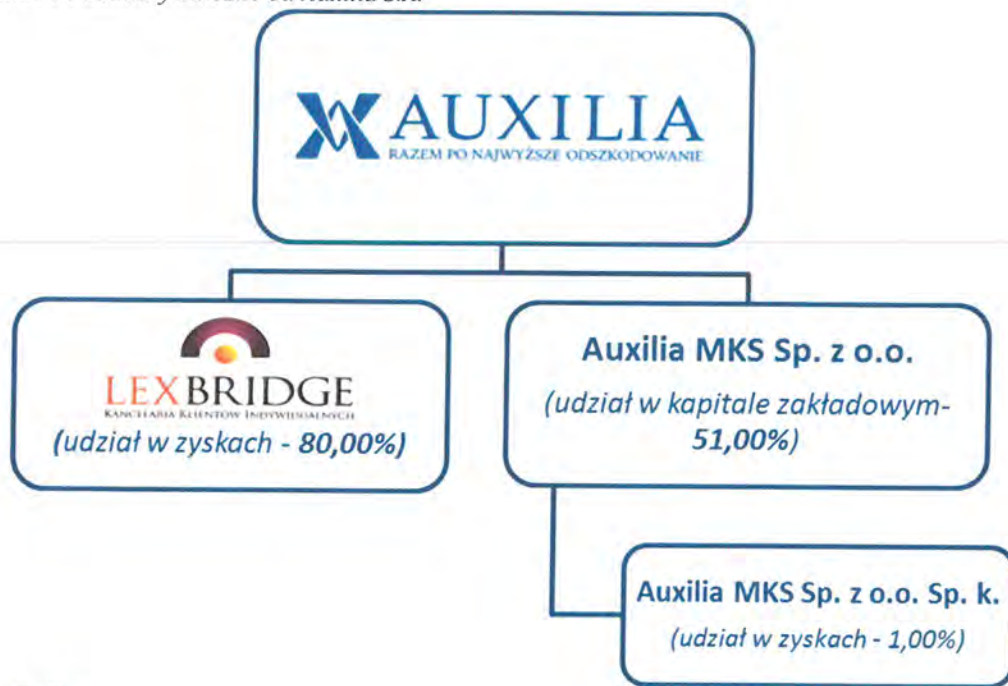 AUXILIA
RAZEM PO NAJWYŻSZE ODSZKODOWANIE
LEXBRIDGE
KANCELARIA KLIENTÓW INDYWIDUALNYCH
(udział w zyskach - 80,00%)
Auxilia MKS Sp. z o.o.
(udział w kapitale zakładowym-
51,00%)
Auxilia MKS Sp. z o.o. Sp. k.
(udział w zyskach - 1,00%)